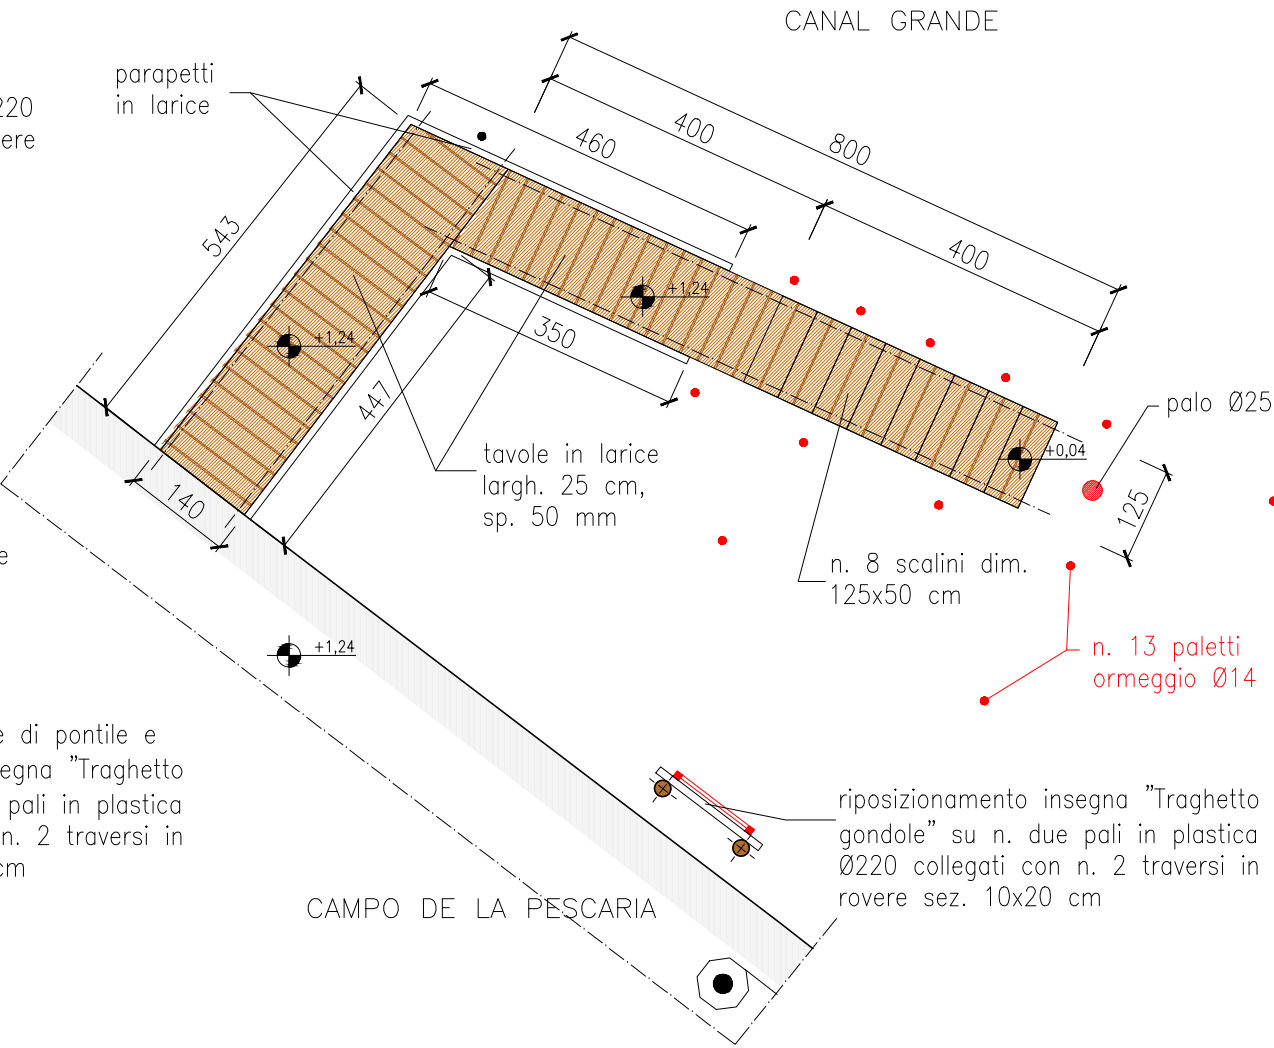 CANAL GRANDE
parapetti
in larice
220
ere
400
800
460
543
400
+1,24
350
+1,24
447
palo Ø25
+0,04
tavole in larice
largh. 25 cm,
sp. 50 mm
140
125
e
n. 8 scalini dim.
125x50 cm
+1,24
n. 13 paletti
ormeggio Ø14
e di pontile e
egna "Traghetto
pali in plastica
n. 2 traversi in
cm
riposizionamento insegna "Traghetto
gondole" su n. due pali in plastica
Ø220 collegati con n. 2 traversi in
rovere sez. 10x20 cm
CAMPO DE LA PESCARIA